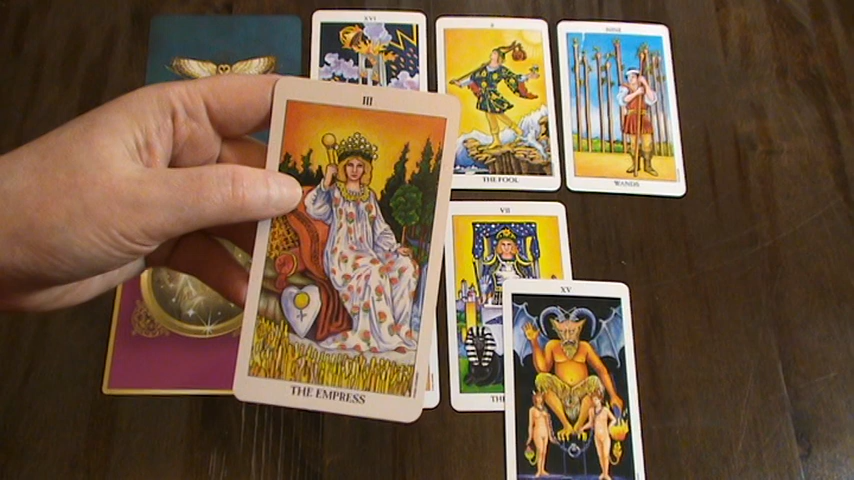 XVI
0
NINE
THE FOOL
WANDS
III
THE EMPRESS
VII
XV